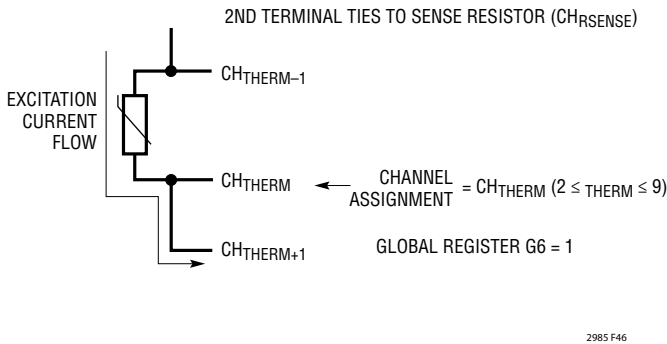 2ND TERMINAL TIES TO SENSE RESISTOR (CHRSENSE)
CHTHERM–1
EXCITATION
CURRENT
FLOW
CHTHERM
CHANNEL
ASSIGNMENT
= CHTHERM (2 ≤ THERM ≤ 9)
CHTHERM+1
GLOBAL REGISTER G6 = 1
2985 F46